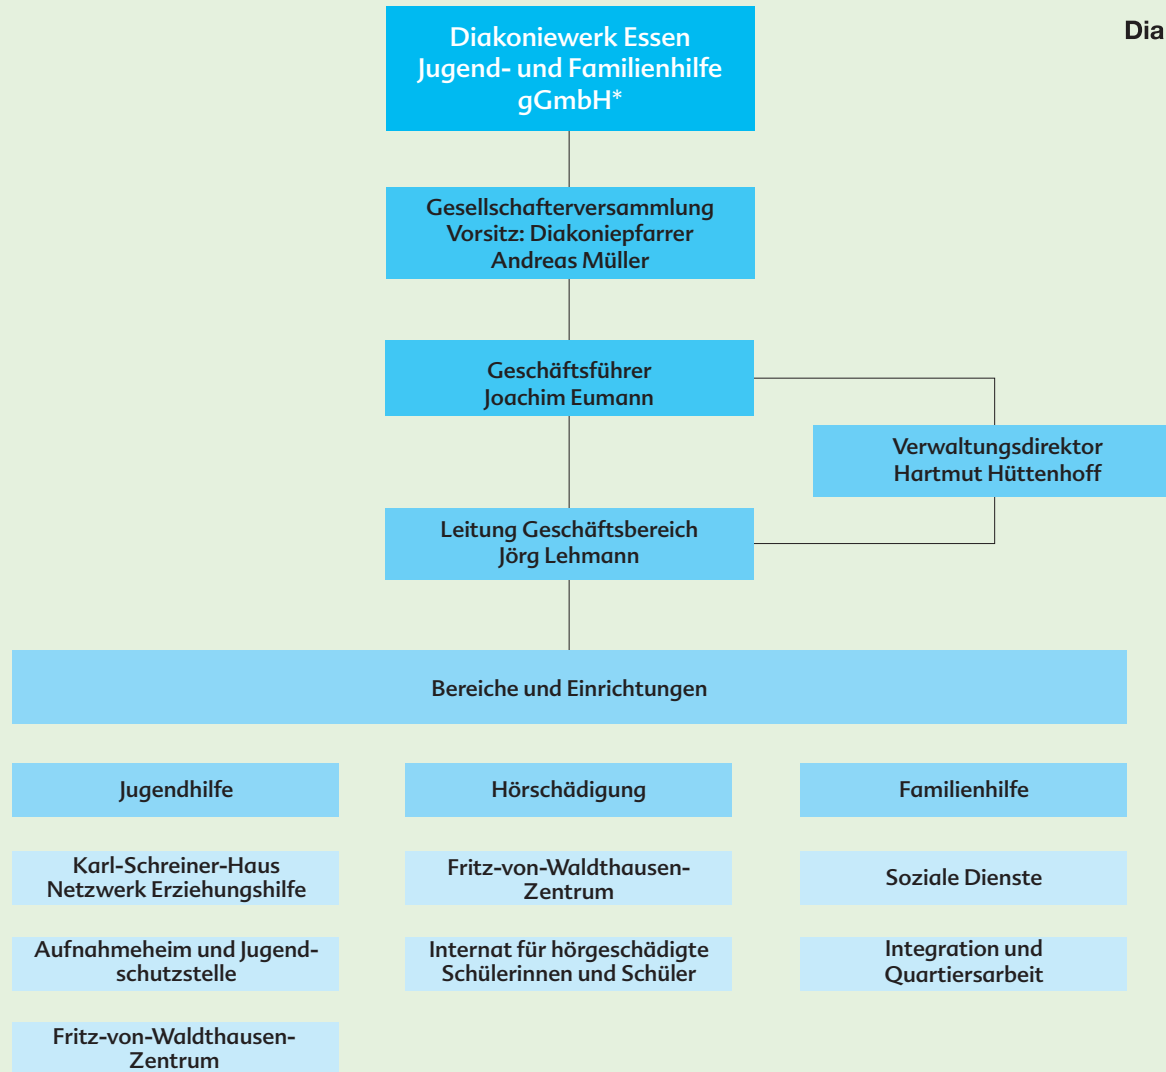 Diakoniewerk Essen
Jugend- und Familienhilfe
gGmbH*
Dia
Gesellschafterversammlung
Vorsitz: Diakoniepfarrer
Andreas Müller
Geschäftsführer
Joachim Eumann
Verwaltungsdirektor
Hartmut Hüttenhoff
Leitung Geschäftsbereich
Jörg Lehmann
Bereiche und Einrichtungen
Jugendhilfe
Karl-Schreiner-Haus
Netzwerk Erziehungshilfe
Aufnahmeheim und Jugend-
schutzstelle
Fritz-von-Waldthausen-
Zentrum
Hörschädigung
Fritz-von-Waldthausen-
Zentrum
Internat für hörgeschädigte
Schülerinnen und Schüler
Familienhilfe
Soziale Dienste
Integration und
Quartiersarbeit